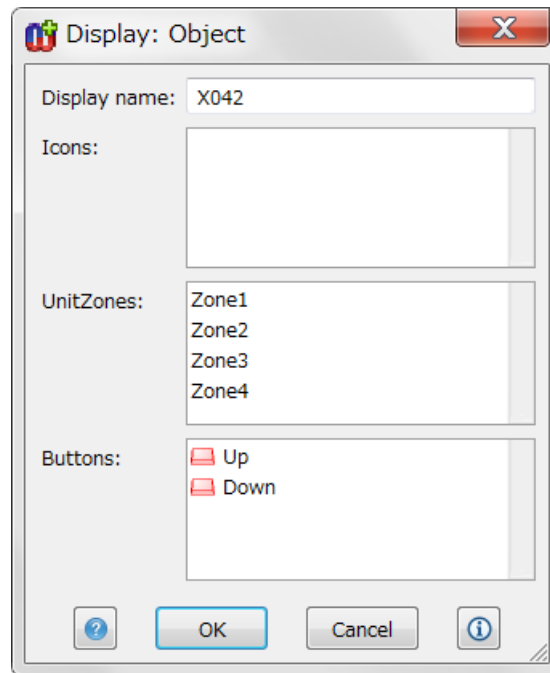 Display: Object
Display name: X042
Icons:
UnitZones:
Zone1
Zone2
Zone3
Zone4
Buttons:
Up
Down
OK Cancel